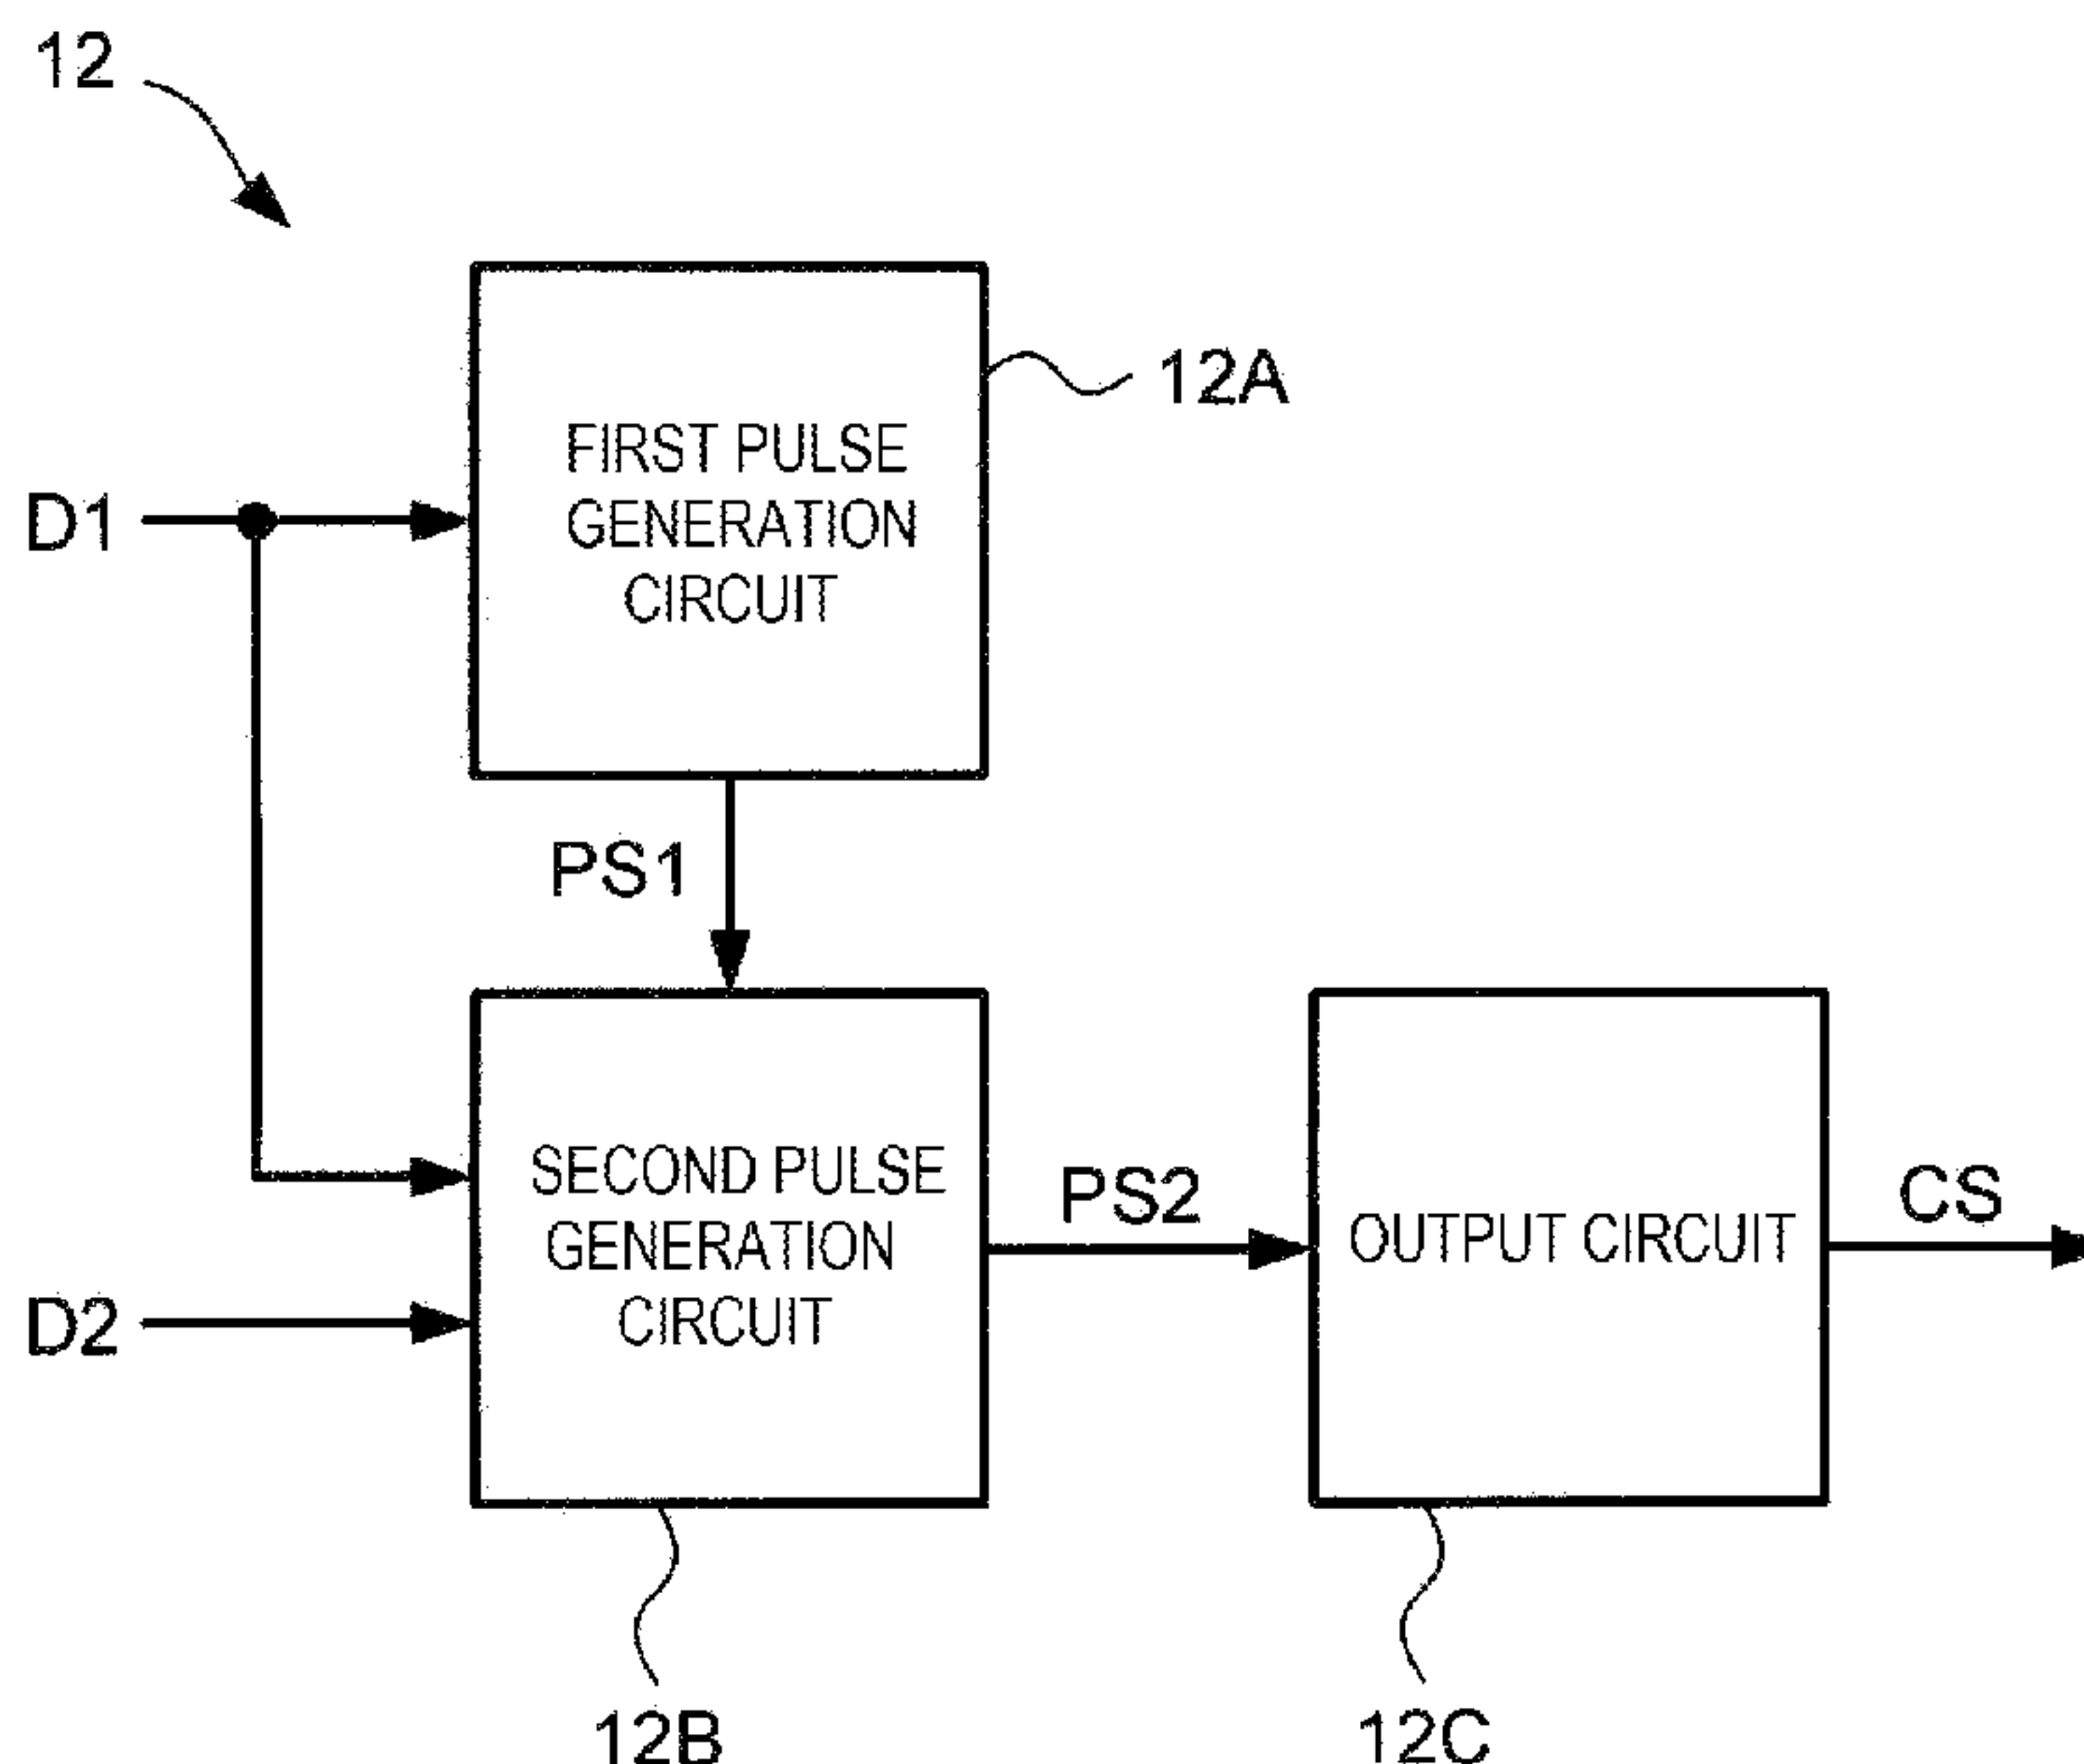 12
12A
FIRST PULSE
GENERATION
CIRCUIT
D1
PS1
SECOND PULSE
GENERATION
CIRCUIT
PS2
OUTPUT CIRCUIT
CS
D2
12B
12C